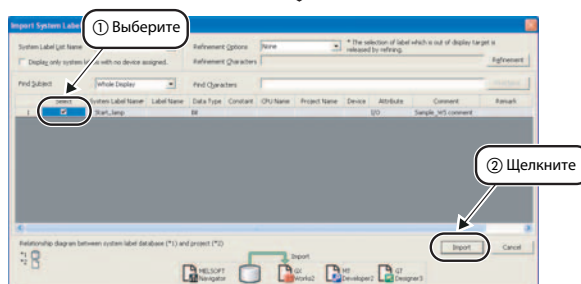 Import System Label
① Выберите
System Label List Name
Refinement Options
None
* The selection of label which is out of display target is released by refining.
Display only system labels with no device assigned.
Refinement Characters
Refinement
Find Subject
Whole Display
Find Characters
Select System Label Name Label Name Data Type Constant CPU Name Project Name Device Attribute Comment Remark
1 Start_lamp Bit I/O Sample_WS comment
② Щелкните
Relationship diagram between system label database (*1) and project (*2)
Import
Cancel
*1
*2
Import
MELSOFT Navigator
GX Works2
MT Developer2
GT Designer3